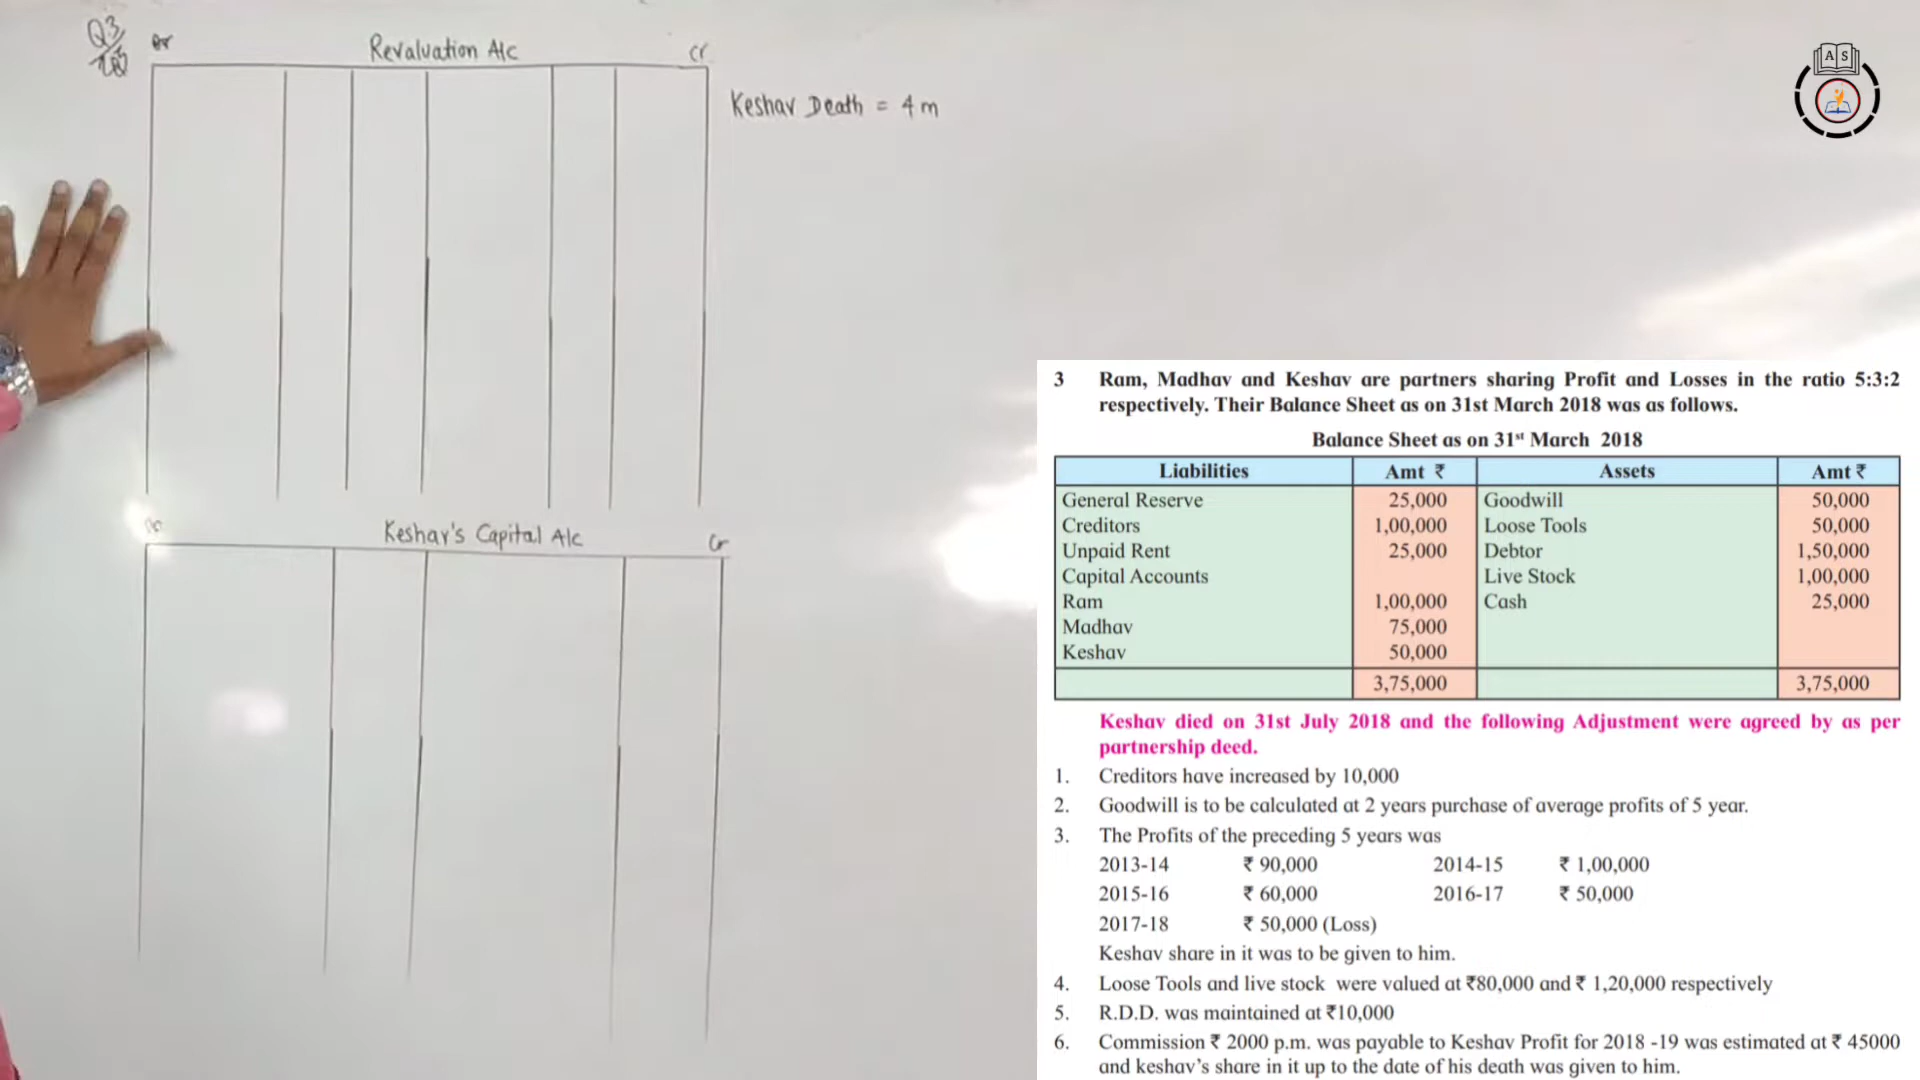 Q3
Dr Revaluation A/c Cr
Keshav Death = 4 m
Keshav's Capital A/c Cr
A S
3 Ram, Madhav and Keshav are partners sharing Profit and Losses in the ratio 5:3:2
respectively. Their Balance Sheet as on 31st March 2018 was as follows.
Balance Sheet as on 31st March 2018
Liabilities Amt ₹ Assets Amt ₹
General Reserve 25,000 Goodwill 50,000
Creditors 1,00,000 Loose Tools 50,000
Unpaid Rent 25,000 Debtor 1,50,000
Capital Accounts Live Stock 1,00,000
Ram 1,00,000 Cash 25,000
Madhav 75,000
Keshav 50,000
3,75,000 3,75,000
Keshav died on 31st July 2018 and the following Adjustment were agreed by as per
partnership deed.
1. Creditors have increased by 10,000
2. Goodwill is to be calculated at 2 years purchase of average profits of 5 year.
3. The Profits of the preceding 5 years was
2013-14 ₹ 90,000 2014-15 ₹ 1,00,000
2015-16 ₹ 60,000 2016-17 ₹ 50,000
2017-18 ₹ 50,000 (Loss)
Keshav share in it was to be given to him.
4. Loose Tools and live stock were valued at ₹80,000 and ₹ 1,20,000 respectively
5. R.D.D. was maintained at ₹10,000
6. Commission ₹ 2000 p.m. was payable to Keshav Profit for 2018 -19 was estimated at ₹ 45000
and keshav's share in it up to the date of his death was given to him.